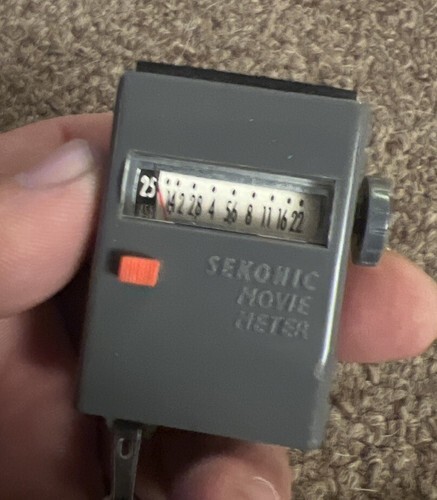 25
1.4 2 2.8 4 5.6 8 11 16 22
SEKONIC
MOVIE
METER